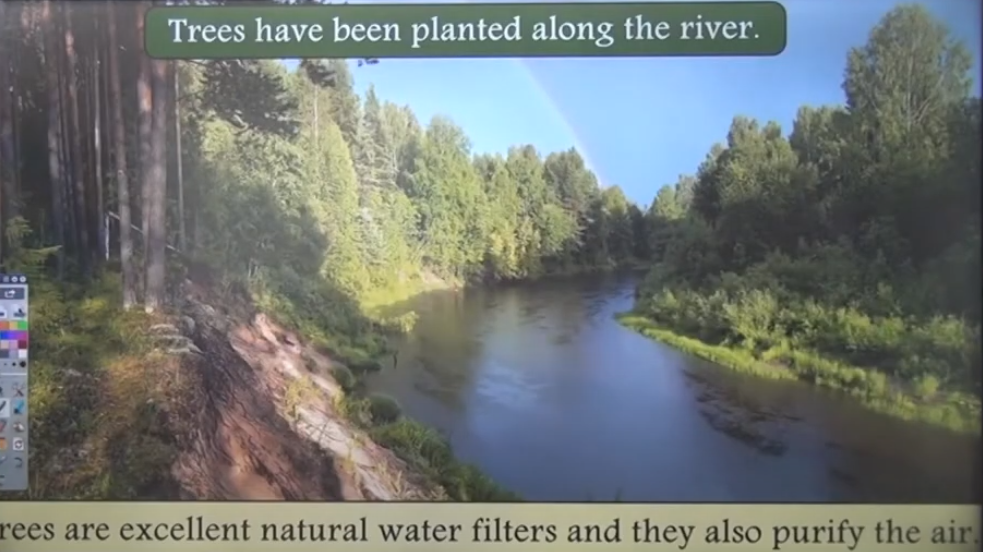 Trees have been planted along the river.
rees are excellent natural water filters and they also purify the air.